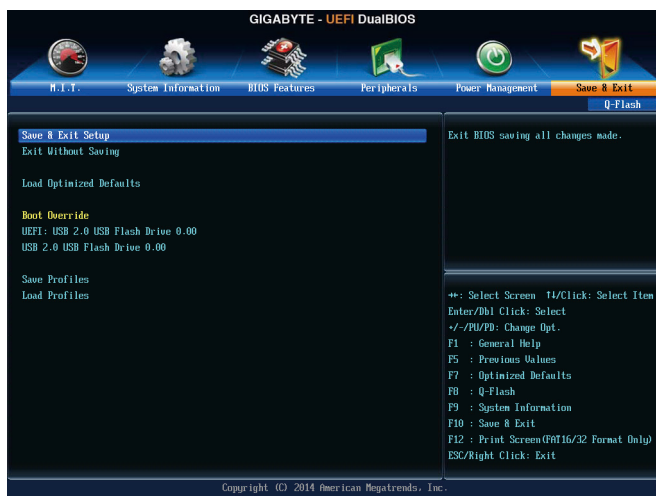 GIGABYTE - UEFI DualBIOS
M.I.T.
System Information
BIOS Features
Peripherals
Power Management
Save & Exit
Q-Flash
Save & Exit Setup
Exit Without Saving
Load Optimized Defaults
Boot Override
UEFI: USB 2.0 USB Flash Drive 0.00
USB 2.0 USB Flash Drive 0.00
Save Profiles
Load Profiles
Exit BIOS saving all changes made.
→←: Select Screen ↑↓/Click: Select Item
Enter/Dbl Click: Select
+/-/PU/PD: Change Opt.
F1 : General Help
F5 : Previous Values
F7 : Optimized Defaults
F8 : Q-Flash
F9 : System Information
F10 : Save & Exit
F12 : Print Screen(FAT16/32 Format Only)
ESC/Right Click: Exit
Copyright (C) 2014 American Megatrends, Inc.